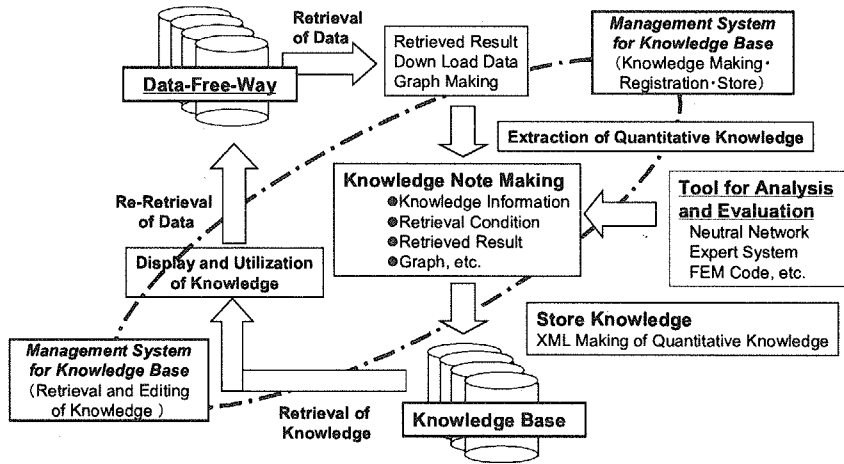 Retrieval
of Data
Data-Free-Way
Retrieved Result
Down Load Data
Graph Making
Management System
for Knowledge Base
(Knowledge Making・
Registration・Store)
Extraction of Quantitative Knowledge
Knowledge Note Making
●Knowledge Information
●Retrieval Condition
●Retrieved Result
●Graph, etc.
Tool for Analysis
and Evaluation
Neutral Network
Expert System
FEM Code, etc.
Re-Retrieval
of Data
Display and Utilization
of Knowledge
Store Knowledge
XML Making of Quantitative Knowledge
Management System
for Knowledge Base
(Retrieval and Editing
of Knowledge )
Retrieval of
Knowledge
Knowledge Base